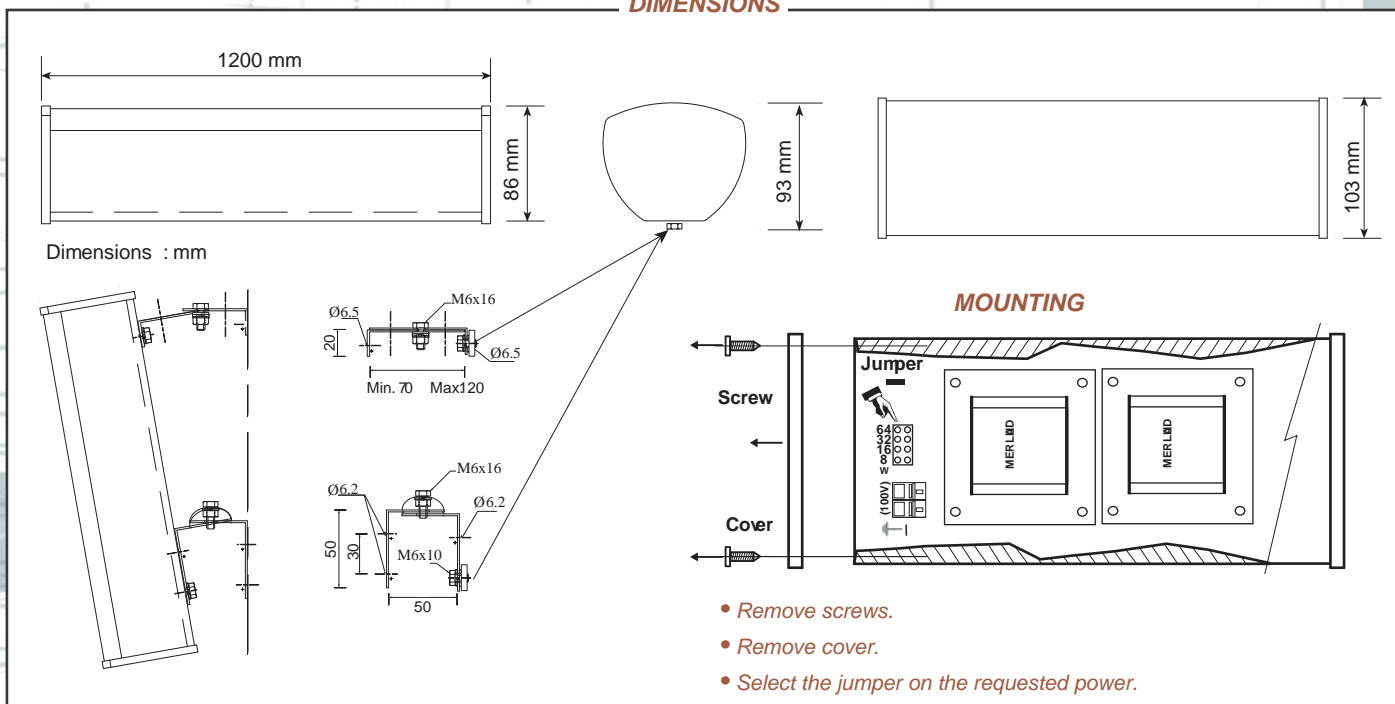 DIMENSIONS
1200 mm
86 mm
93 mm
103 mm
Dimensions : mm
M6x16
Ø6.5
20
Ø6.5
Min. 70 Max120
M6x16
Ø6.2
Ø6.2
50
30
M6x10
50
MOUNTING
Jumper
Screw
64
32
16
8
W
MERLAUD
MERLAUD
(100V)
Cover
• Remove screws.
• Remove cover.
• Select the jumper on the requested power.